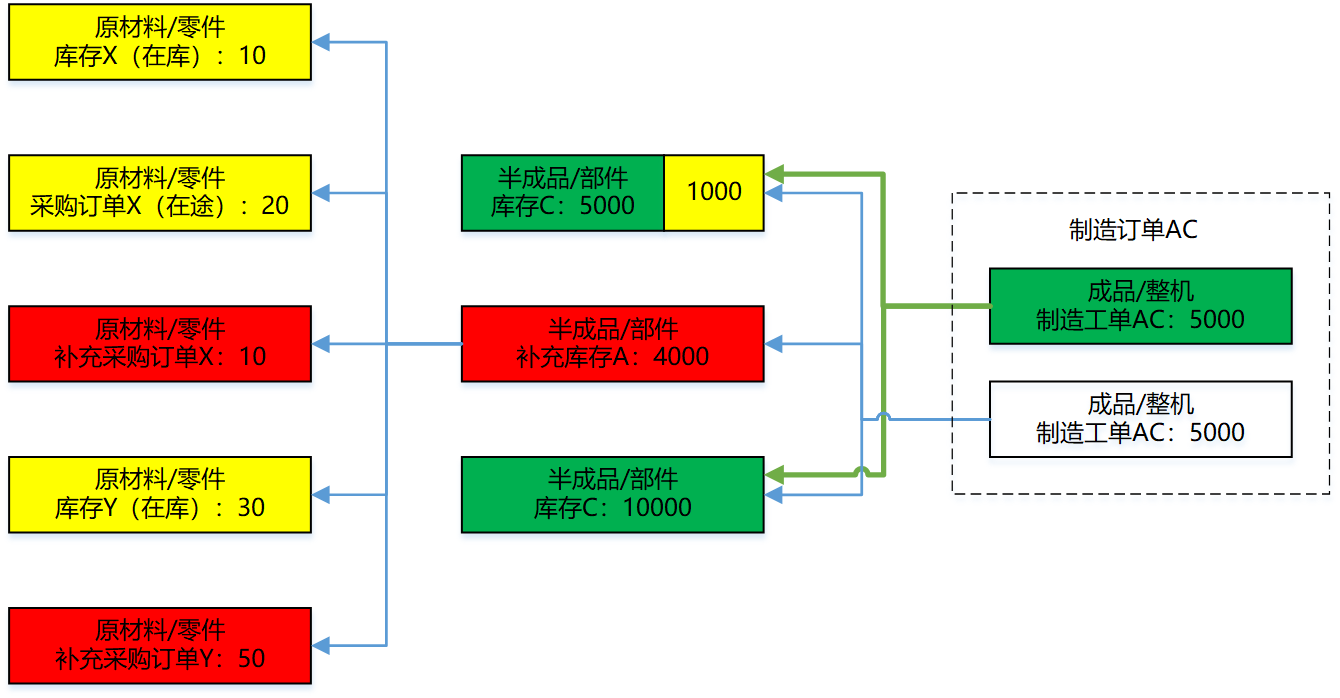 原材料/零件
库存X（在库）：10
原材料/零件
采购订单X（在途）：20
原材料/零件
补充采购订单X：10
原材料/零件
库存Y（在库）：30
原材料/零件
补充采购订单Y：50
半成品/部件
库存C：5000
1000
半成品/部件
补充库存A：4000
半成品/部件
库存C：10000
制造订单AC
成品/整机
制造工单AC：5000
成品/整机
制造工单AC：5000